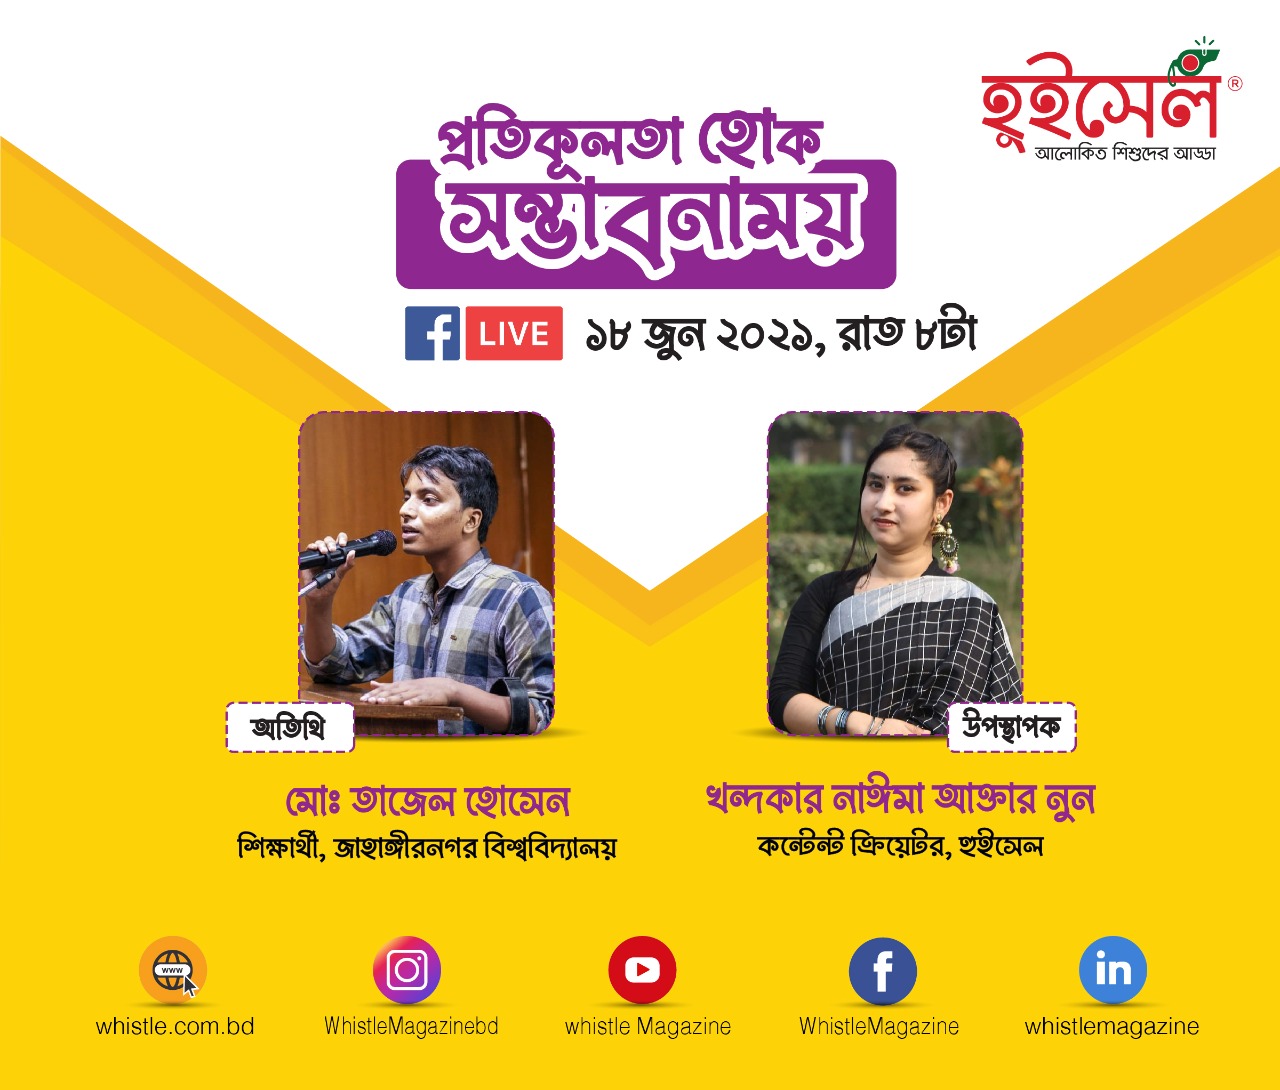 হুইসেল ®
আলোকিত শিশুদের আড্ডা
প্রতিকূলতা হোক
সম্ভাবনাময়
f LIVE ১৮ জুন ২০২১, রাত ৮টা
অতিথি
মোঃ তাজেল হোসেন
শিক্ষার্থী, জাহাঙ্গীরনগর বিশ্ববিদ্যালয়
উপস্থাপক
খন্দকার নাঈমা আক্তার নুন
কন্টেন্ট ক্রিয়েটর, হুইসেল
www
whistle.com.bd
WhistleMagazinebd
whistle Magazine
f
WhistleMagazine
in
whistlemagazine